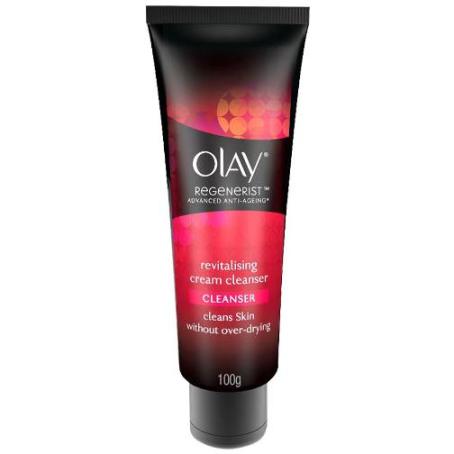 OLAY®
REGENERIST™
ADVANCED ANTI-AGEING*
revitalising
cream cleanser
CLEANSER
cleans Skin
without over-drying
100g